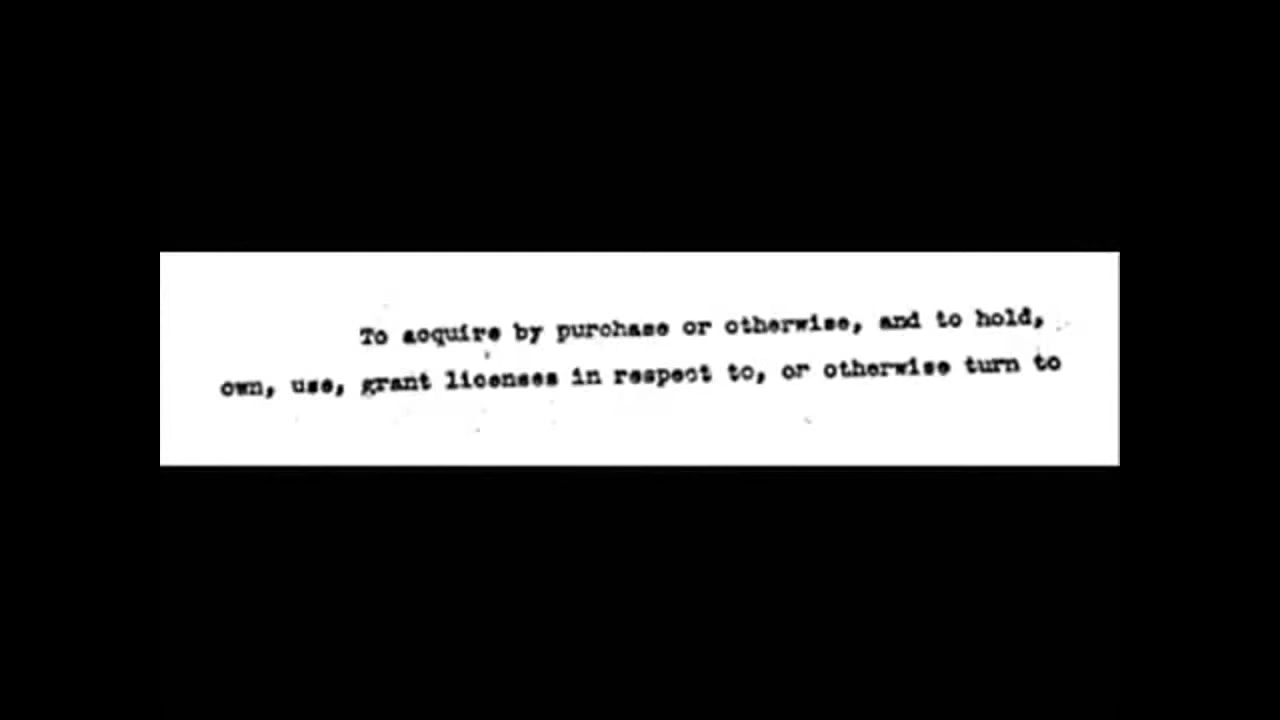 To acquire by purchase or otherwise, and to hold,
own, use, grant licenses in respect to, or otherwise turn to